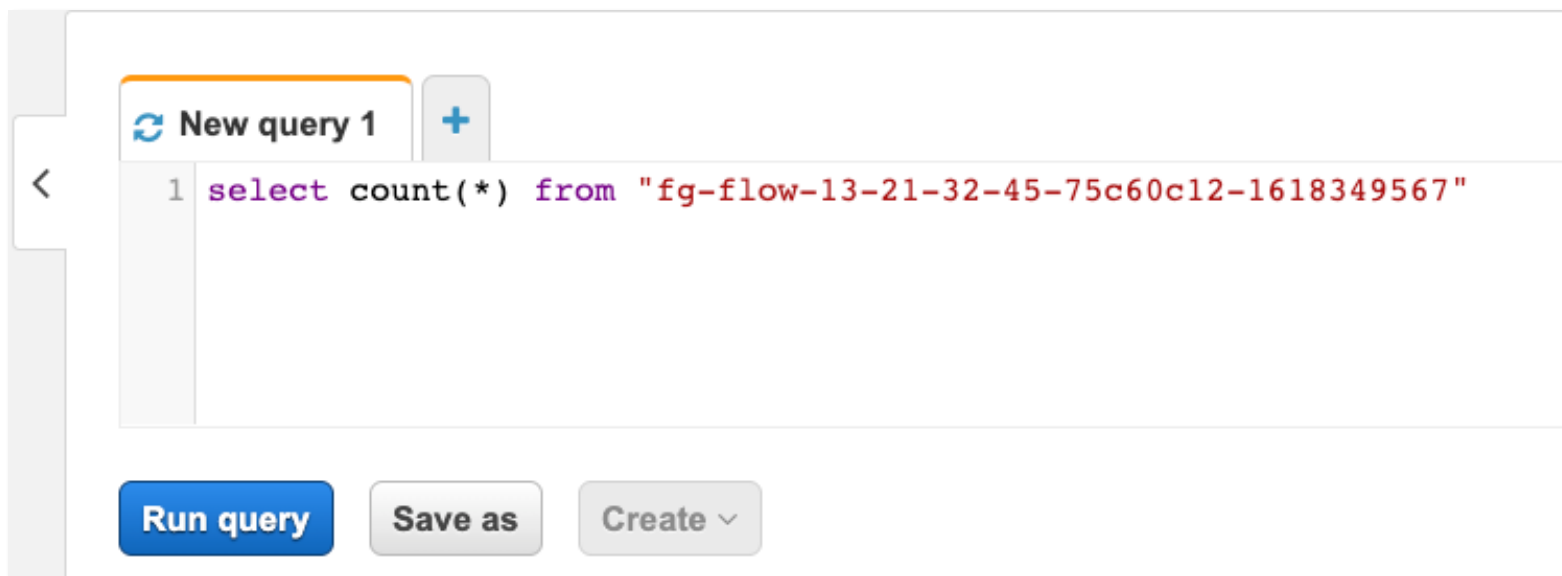 New query 1 +
1 select count(*) from "fg-flow-13-21-32-45-75c60c12-1618349567"
Run query Save as Create